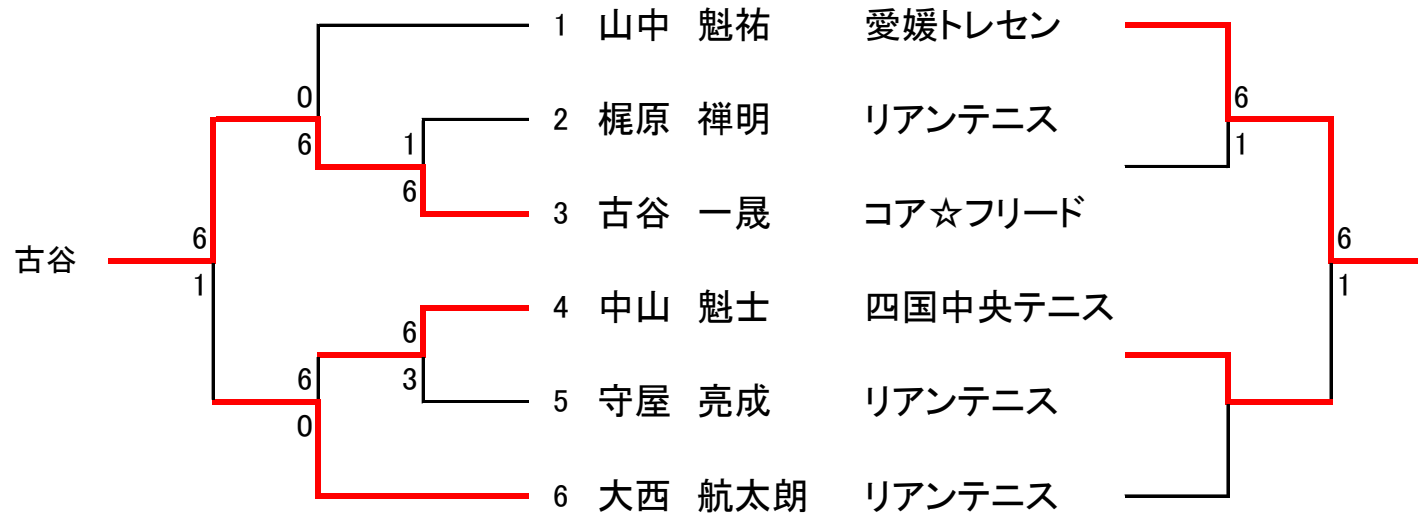 1 山中 魁祐 愛媛トレセン
0 6
2 梶原 禅明 リアンテニス
6 1 1
6
3 古谷 一晟 コア☆フリード
6 6
古谷
1 1
4 中山 魁士 四国中央テニス
6
6 3
5 守屋 亮成 リアンテニス
0
6 大西 航太朗 リアンテニス